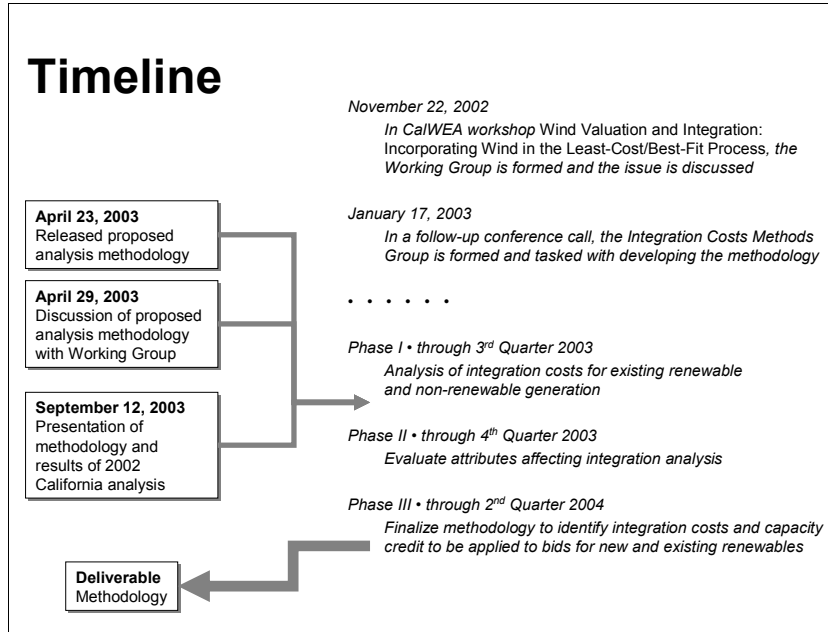 Timeline
November 22, 2002
In CalWEA workshop Wind Valuation and Integration:
Incorporating Wind in the Least-Cost/Best-Fit Process, the
Working Group is formed and the issue is discussed
April 23, 2003
Released proposed
analysis methodology
January 17, 2003
In a follow-up conference call, the Integration Costs Methods
Group is formed and tasked with developing the methodology
April 29, 2003
Discussion of proposed
analysis methodology
with Working Group
• • • • • •
Phase I • through 3rd Quarter 2003
Analysis of integration costs for existing renewable
and non-renewable generation
September 12, 2003
Presentation of
methodology and
results of 2002
California analysis
Phase II • through 4th Quarter 2003
Evaluate attributes affecting integration analysis
Phase III • through 2nd Quarter 2004
Finalize methodology to identify integration costs and capacity
credit to be applied to bids for new and existing renewables
Deliverable
Methodology